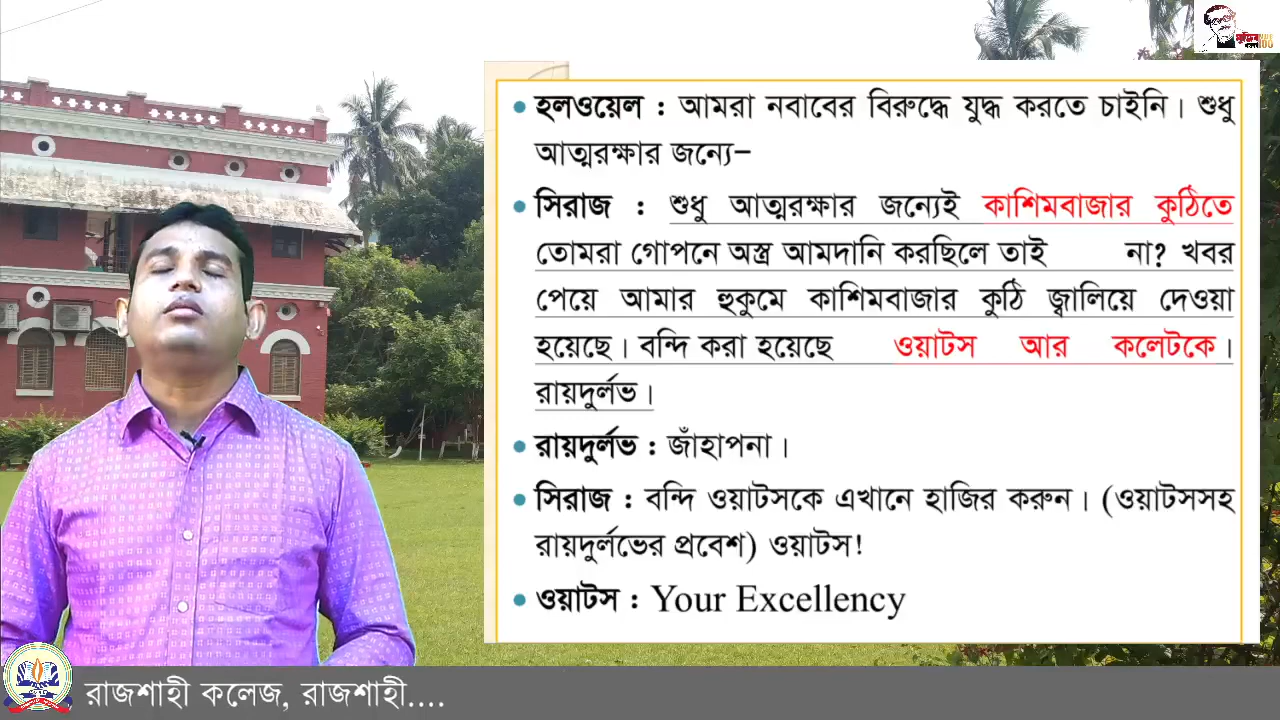 • হলওয়েল : আমরা নবাবের বিরুদ্ধে যুদ্ধ করতে চাইনি। শুধু
আত্মরক্ষার জন্যে–
• সিরাজ : শুধু আত্মরক্ষার জন্যেই কাশিমবাজার কুঠিতে
তোমরা গোপনে অস্ত্র আমদানি করছিলে তাই না? খবর
পেয়ে আমার হুকুমে কাশিমবাজার কুঠি জ্বালিয়ে দেওয়া
হয়েছে। বন্দি করা হয়েছে ওয়াটস আর কলেটকে।
রায়দুর্লভ।
• রায়দুর্লভ : জাঁহাপনা।
• সিরাজ : বন্দি ওয়াটসকে এখানে হাজির করুন। (ওয়াটসসহ
রায়দুর্লভের প্রবেশ) ওয়াটস!
• ওয়াটস : Your Excellency
রাজশাহী কলেজ, রাজশাহী....